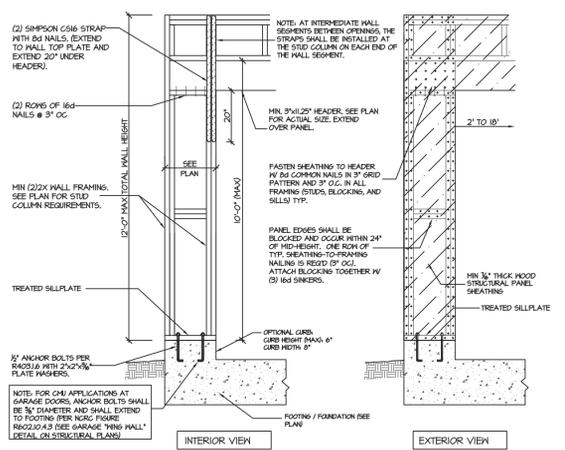 (2) SIMPSON CS16 STRAP
WITH 8d NAILS. (EXTEND
TO WALL TOP PLATE AND
EXTEND 20" UNDER
HEADER).
(2) ROWS OF 16d
NAILS @ 3" OC
MIN (2)2X WALL FRAMING.
SEE PLAN FOR STUD
COLUMN REQUIREMENTS.
TREATED SILLPLATE
½" ANCHOR BOLTS PER
R403.1.6 WITH 2"x2"x3/16"
PLATE WASHERS.
NOTE: FOR CMU APPLICATIONS AT
GARAGE DOORS, ANCHOR BOLTS SHALL
BE ⅝" DIAMETER AND SHALL EXTEND
TO FOOTING (PER NCRC FIGURE
R602.10.4.3 (SEE GARAGE "WING WALL"
DETAIL ON STRUCTURAL PLANS)
12'-0" MAX TOTAL WALL HEIGHT
SEE
PLAN
20"
10'-0" (MAX)
NOTE: AT INTERMEDIATE WALL
SEGMENTS BETWEEN OPENINGS, THE
STRAPS SHALL BE INSTALLED AT
THE STUD COLUMN ON EACH END OF
THE WALL SEGMENT.
MIN. 3"x11.25" HEADER. SEE PLAN
FOR ACTUAL SIZE. EXTEND
OVER PANEL.
FASTEN SHEATHING TO HEADER
W/ 8d COMMON NAILS IN 3" GRID
PATTERN AND 3" O.C. IN ALL
FRAMING (STUDS, BLOCKING, AND
SILLS) TYP.
PANEL EDGES SHALL BE
BLOCKED AND OCCUR WITHIN 24"
OF MID-HEIGHT. ONE ROW OF
TYP. SHEATHING-TO-FRAMING
NAILING IS REQ'D (3" OC).
ATTACH BLOCKING TOGETHER W/
(3) 16d SINKERS.
OPTIONAL CURB:
CURB HEIGHT (MAX): 6"
CURB WIDTH: 8"
FOOTING / FOUNDATION (SEE
PLAN)
INTERIOR VIEW
2' TO 18'
THICK WOOD
STRUCTURAL PANEL
SHEATHING
TREATED SILLPLATE
EXTERIOR VIEW